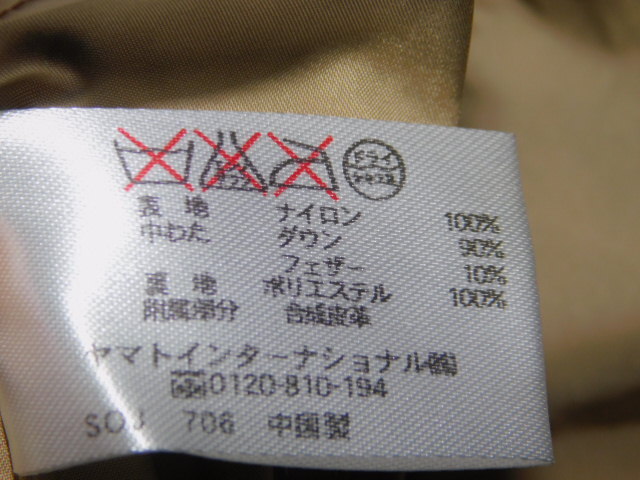 ドライ
表 地 ナイロン 100%
中わた ダウン 90%
フェザー 10%
裏 地 ポリエステル 100%
附属部分 合成皮革
ヤマトインターナショナル㈱
0120-810-194
SOJ 706 中国製